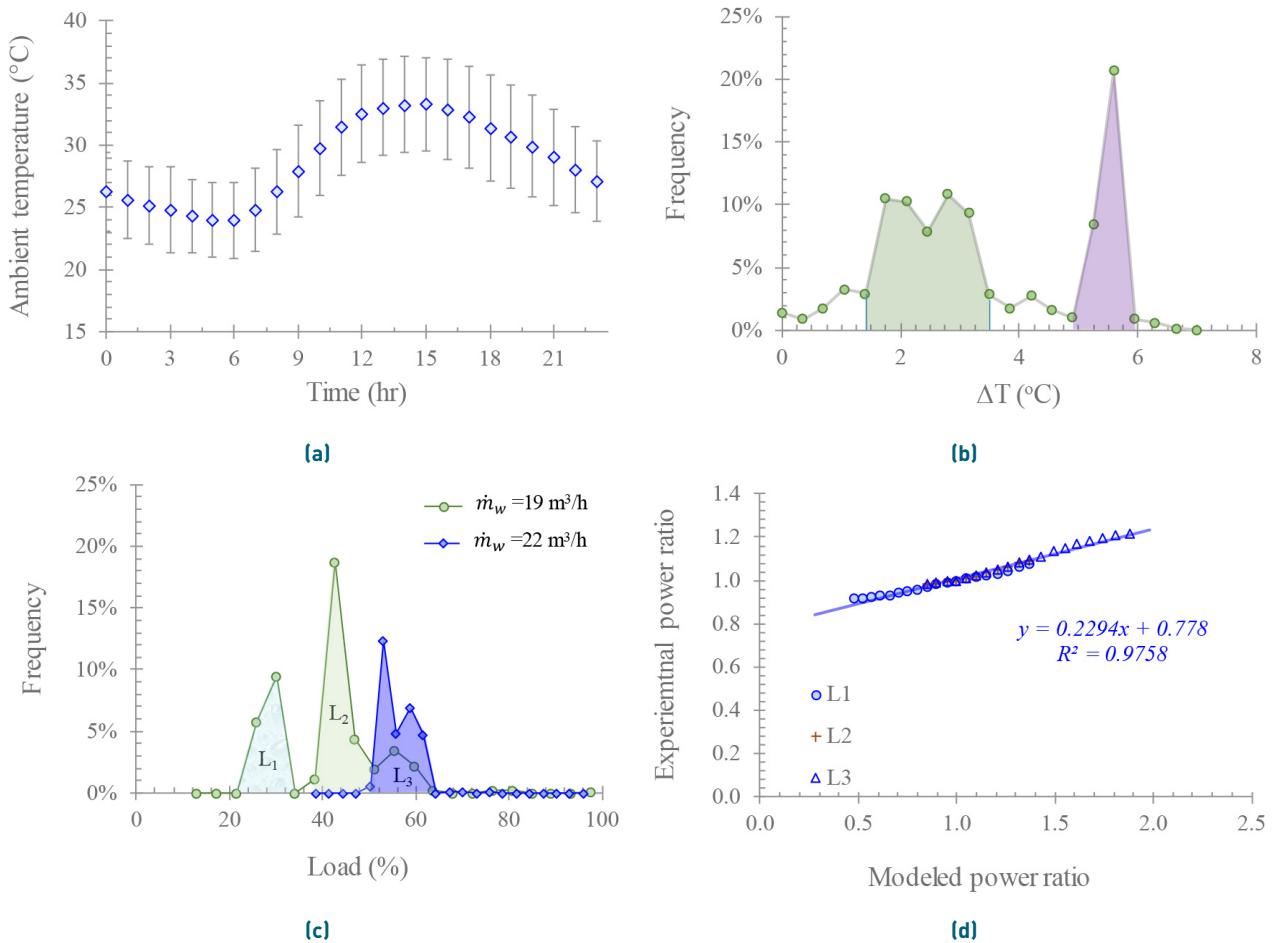 Ambient temperature (°C)
40
35
30
25
20
15
0 3 6 9 12 15 18 21
Time (hr)
(a)
Frequency
25%
20%
15%
10%
5%
0%
0 2 4 6 8
ΔT (°C)
(b)
Frequency
25%
20%
15%
10%
5%
0%
ṁw =19 m³/h
ṁw =22 m³/h
L1
L2
L3
0 20 40 60 80 100
Load (%)
(c)
Experiemtnal power ratio
1.4
1.2
1.0
0.8
0.6
0.4
0.2
0.0
y = 0.2294x + 0.778
R² = 0.9758
L1
L2
L3
0.0 0.5 1.0 1.5 2.0 2.5
Modeled power ratio
(d)